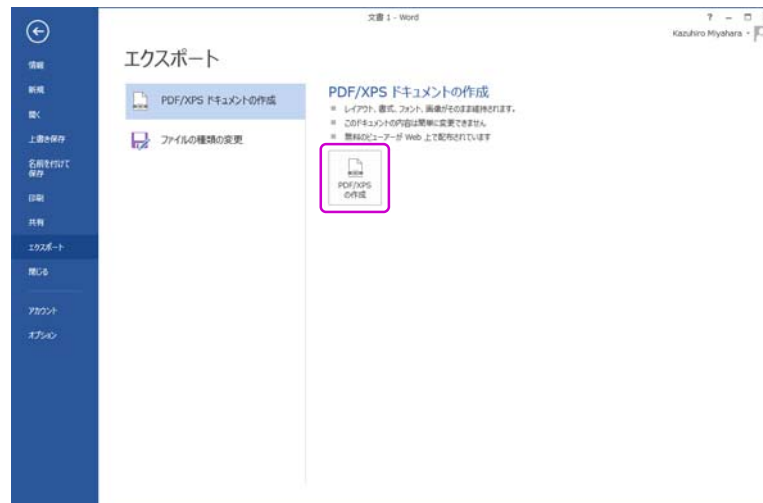 文書 1 - Word
? – □
Kazuhiro Miyahara
情報
新規
開く
上書き保存
名前を付けて
保存
印刷
共有
エクスポート
閉じる
アカウント
オプション
エクスポート
PDF/XPS ドキュメントの作成
ファイルの種類の変更
PDF/XPS ドキュメントの作成
レイアウト、書式、フォント、画像がそのまま維持されます。
このドキュメントの内容は簡単に変更できません
無料のビューアーが Web 上で配布されています
PDF/XPS
の作成